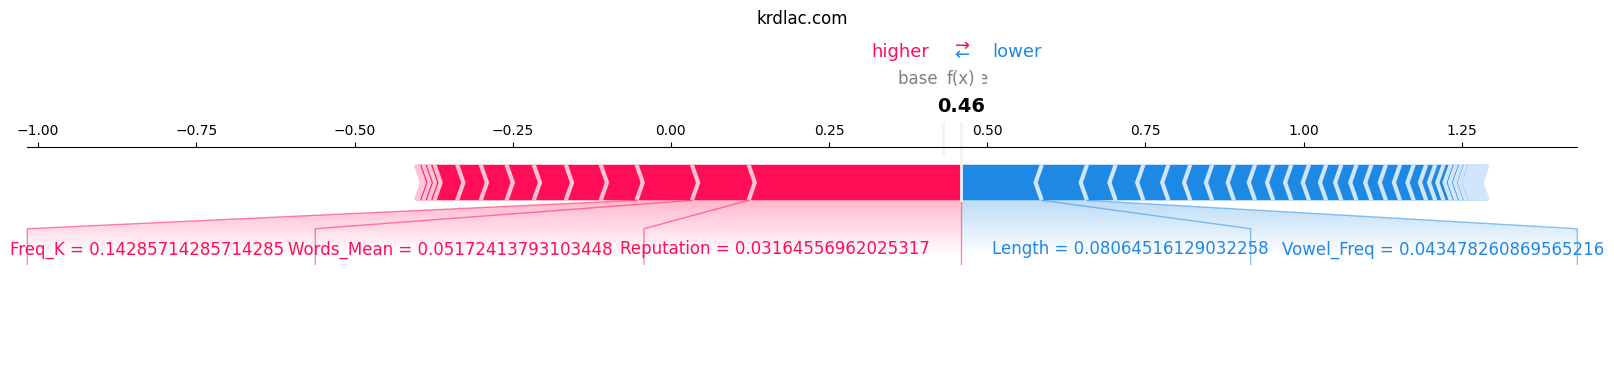 krdlac.com
higher → ← lower
base f(x) e
0.46
−1.00 −0.75 −0.50 −0.25 0.00 0.25 0.50 0.75 1.00 1.25
Freq_K = 0.14285714285714285 Words_Mean = 0.05172413793103448 Reputation = 0.03164556962025317 Length = 0.08064516129032258 Vowel_Freq = 0.043478260869565216